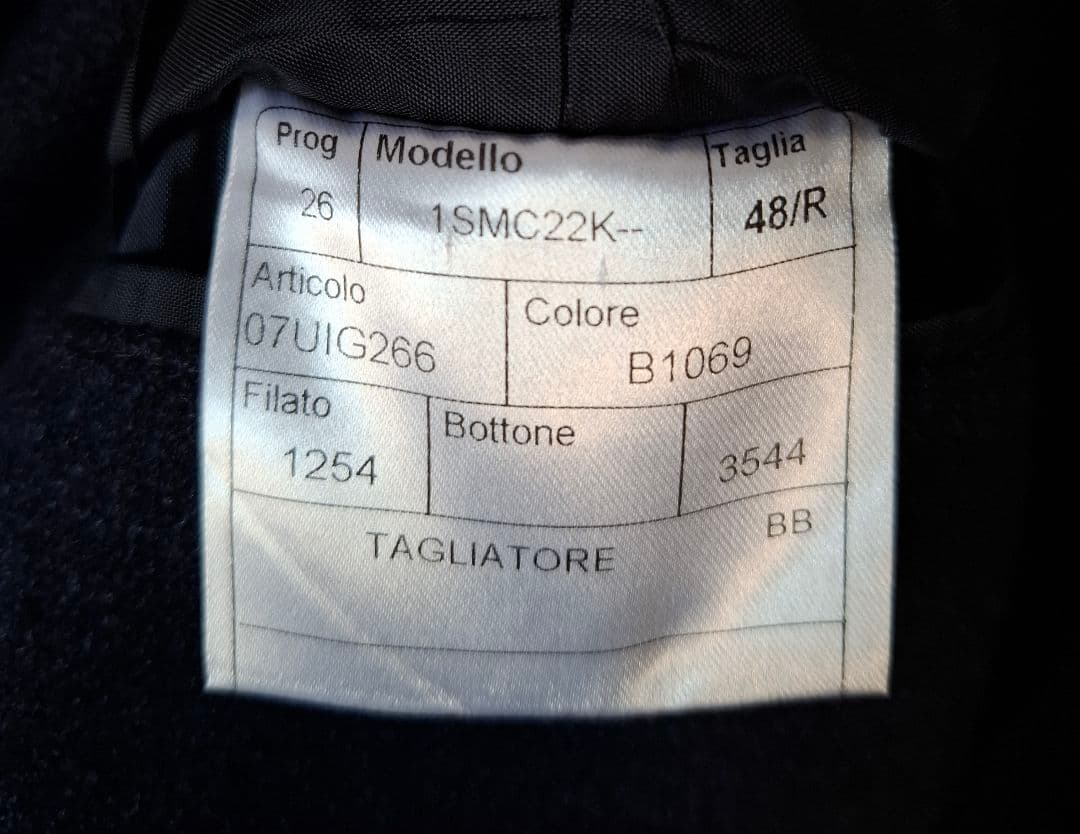 Prog Modello Taglia
26 1SMC22K-- 48/R
Articolo Colore
07UIG266 B1069
Filato Bottone
1254 3544
TAGLIATORE BB